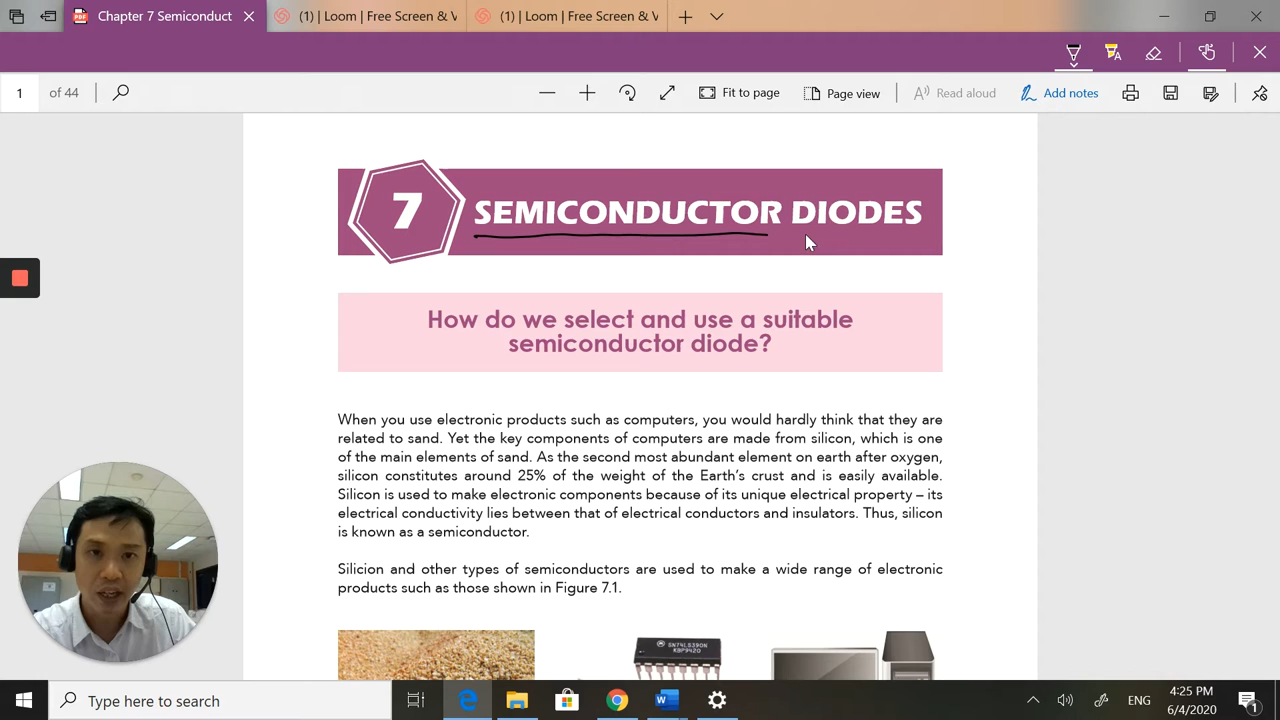 Chapter 7 Semiconduct
(1) | Loom | Free Screen & V
(1) | Loom | Free Screen & V
1 of 44
Fit to page
Page view
Read aloud
Add notes
7 SEMICONDUCTOR DIODES
How do we select and use a suitable
semiconductor diode?
When you use electronic products such as computers, you would hardly think that they are
related to sand. Yet the key components of computers are made from silicon, which is one
of the main elements of sand. As the second most abundant element on earth after oxygen,
silicon constitutes around 25% of the weight of the Earth's crust and is easily available.
Silicon is used to make electronic components because of its unique electrical property – its
electrical conductivity lies between that of electrical conductors and insulators. Thus, silicon
is known as a semiconductor.
Silicion and other types of semiconductors are used to make a wide range of electronic
products such as those shown in Figure 7.1.
SN74LS390N
KBP9420
Type here to search
ENG
4:25 PM
6/4/2020
1